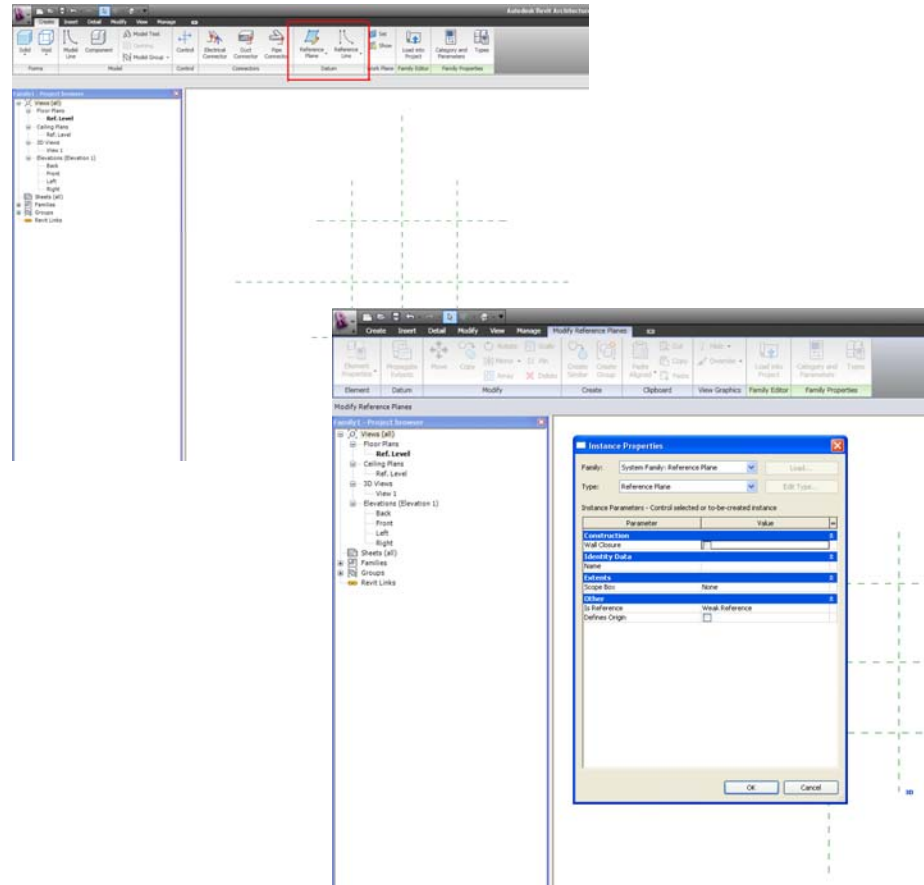 Autodesk Revit Architecture
Create Insert Detail Modify View Manage
Solid Void Model Line Component Model Text Opening Model Group Control Electrical Connector Duct Connector Pipe Connector Reference Plane Reference Line Set Show Load into Project Category and Parameters Types
Forms Model Control Connectors Datum Work Plane Family Editor Family Properties
Family1 - Project browser
Views (all)
Floor Plans
Ref. Level
Ceiling Plans
Ref. Level
3D Views
View 1
Elevations (Elevation 1)
Back
Front
Left
Right
Sheets (all)
Families
Groups
Revit Links
Create Insert Detail Modify View Manage Modify Reference Planes
Element Properties Propagate Extents Move Copy Rotate Mirror Array Scale Pin Delete Create Similar Create Group Paste Aligned Cut Copy Paste Hide Override Load into Project Category and Parameters Types
Element Datum Modify Create Clipboard View Graphics Family Editor Family Properties
Modify Reference Planes
Family1 - Project browser
Views (all)
Floor Plans
Ref. Level
Ceiling Plans
Ref. Level
3D Views
View 1
Elevations (Elevation 1)
Back
Front
Left
Right
Sheets (all)
Families
Groups
Revit Links
Instance Properties
Family: System Family: Reference Plane Load...
Type: Reference Plane Edit Type...
Instance Parameters - Control selected or to-be-created instance
Parameter Value
Construction
Wall Closure
Identity Data
Name
Extents
Scope Box None
Other
Is Reference Weak Reference
Defines Origin
OK Cancel
3D